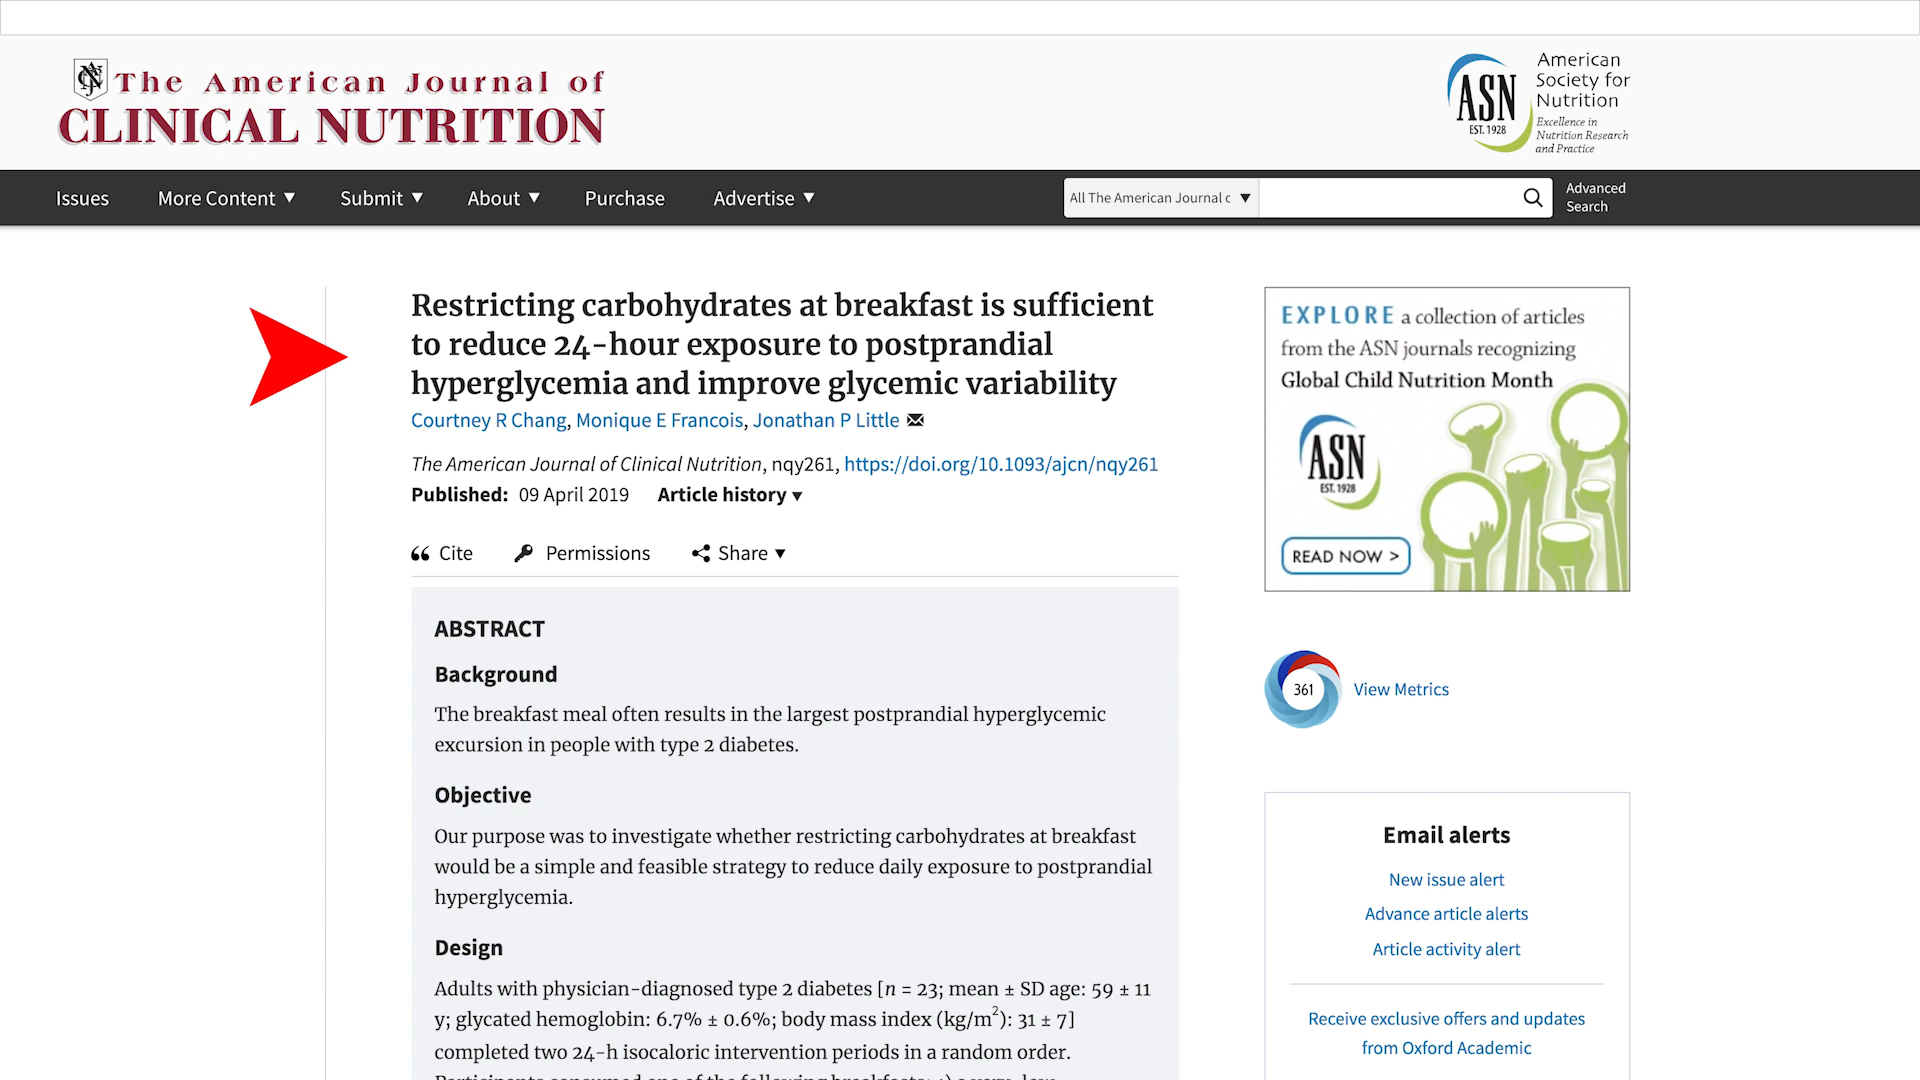 The American Journal of
CLINICAL NUTRITION
ASN
EST. 1928
American
Society for
Nutrition
Excellence in
Nutrition Research
and Practice
Issues
More Content ▼
Submit ▼
About ▼
Purchase
Advertise ▼
All The American Journal c ▼
Advanced
Search
Restricting carbohydrates at breakfast is sufficient
to reduce 24-hour exposure to postprandial
hyperglycemia and improve glycemic variability
Courtney R Chang, Monique E Francois, Jonathan P Little
The American Journal of Clinical Nutrition, nqy261, https://doi.org/10.1093/ajcn/nqy261
Published: 09 April 2019 Article history ▼
Cite
Permissions
Share ▼
ABSTRACT
Background
The breakfast meal often results in the largest postprandial hyperglycemic
excursion in people with type 2 diabetes.
Objective
Our purpose was to investigate whether restricting carbohydrates at breakfast
would be a simple and feasible strategy to reduce daily exposure to postprandial
hyperglycemia.
Design
Adults with physician-diagnosed type 2 diabetes [n = 23; mean ± SD age: 59 ± 11
y; glycated hemoglobin: 6.7% ± 0.6%; body mass index (kg/m²): 31 ± 7]
completed two 24-h isocaloric intervention periods in a random order.
Participants consumed one of the following breakfasts: 1) a very-low-
EXPLORE a collection of articles
from the ASN journals recognizing
Global Child Nutrition Month
ASN
EST. 1928
READ NOW >
361
View Metrics
Email alerts
New issue alert
Advance article alerts
Article activity alert
Receive exclusive offers and updates
from Oxford Academic